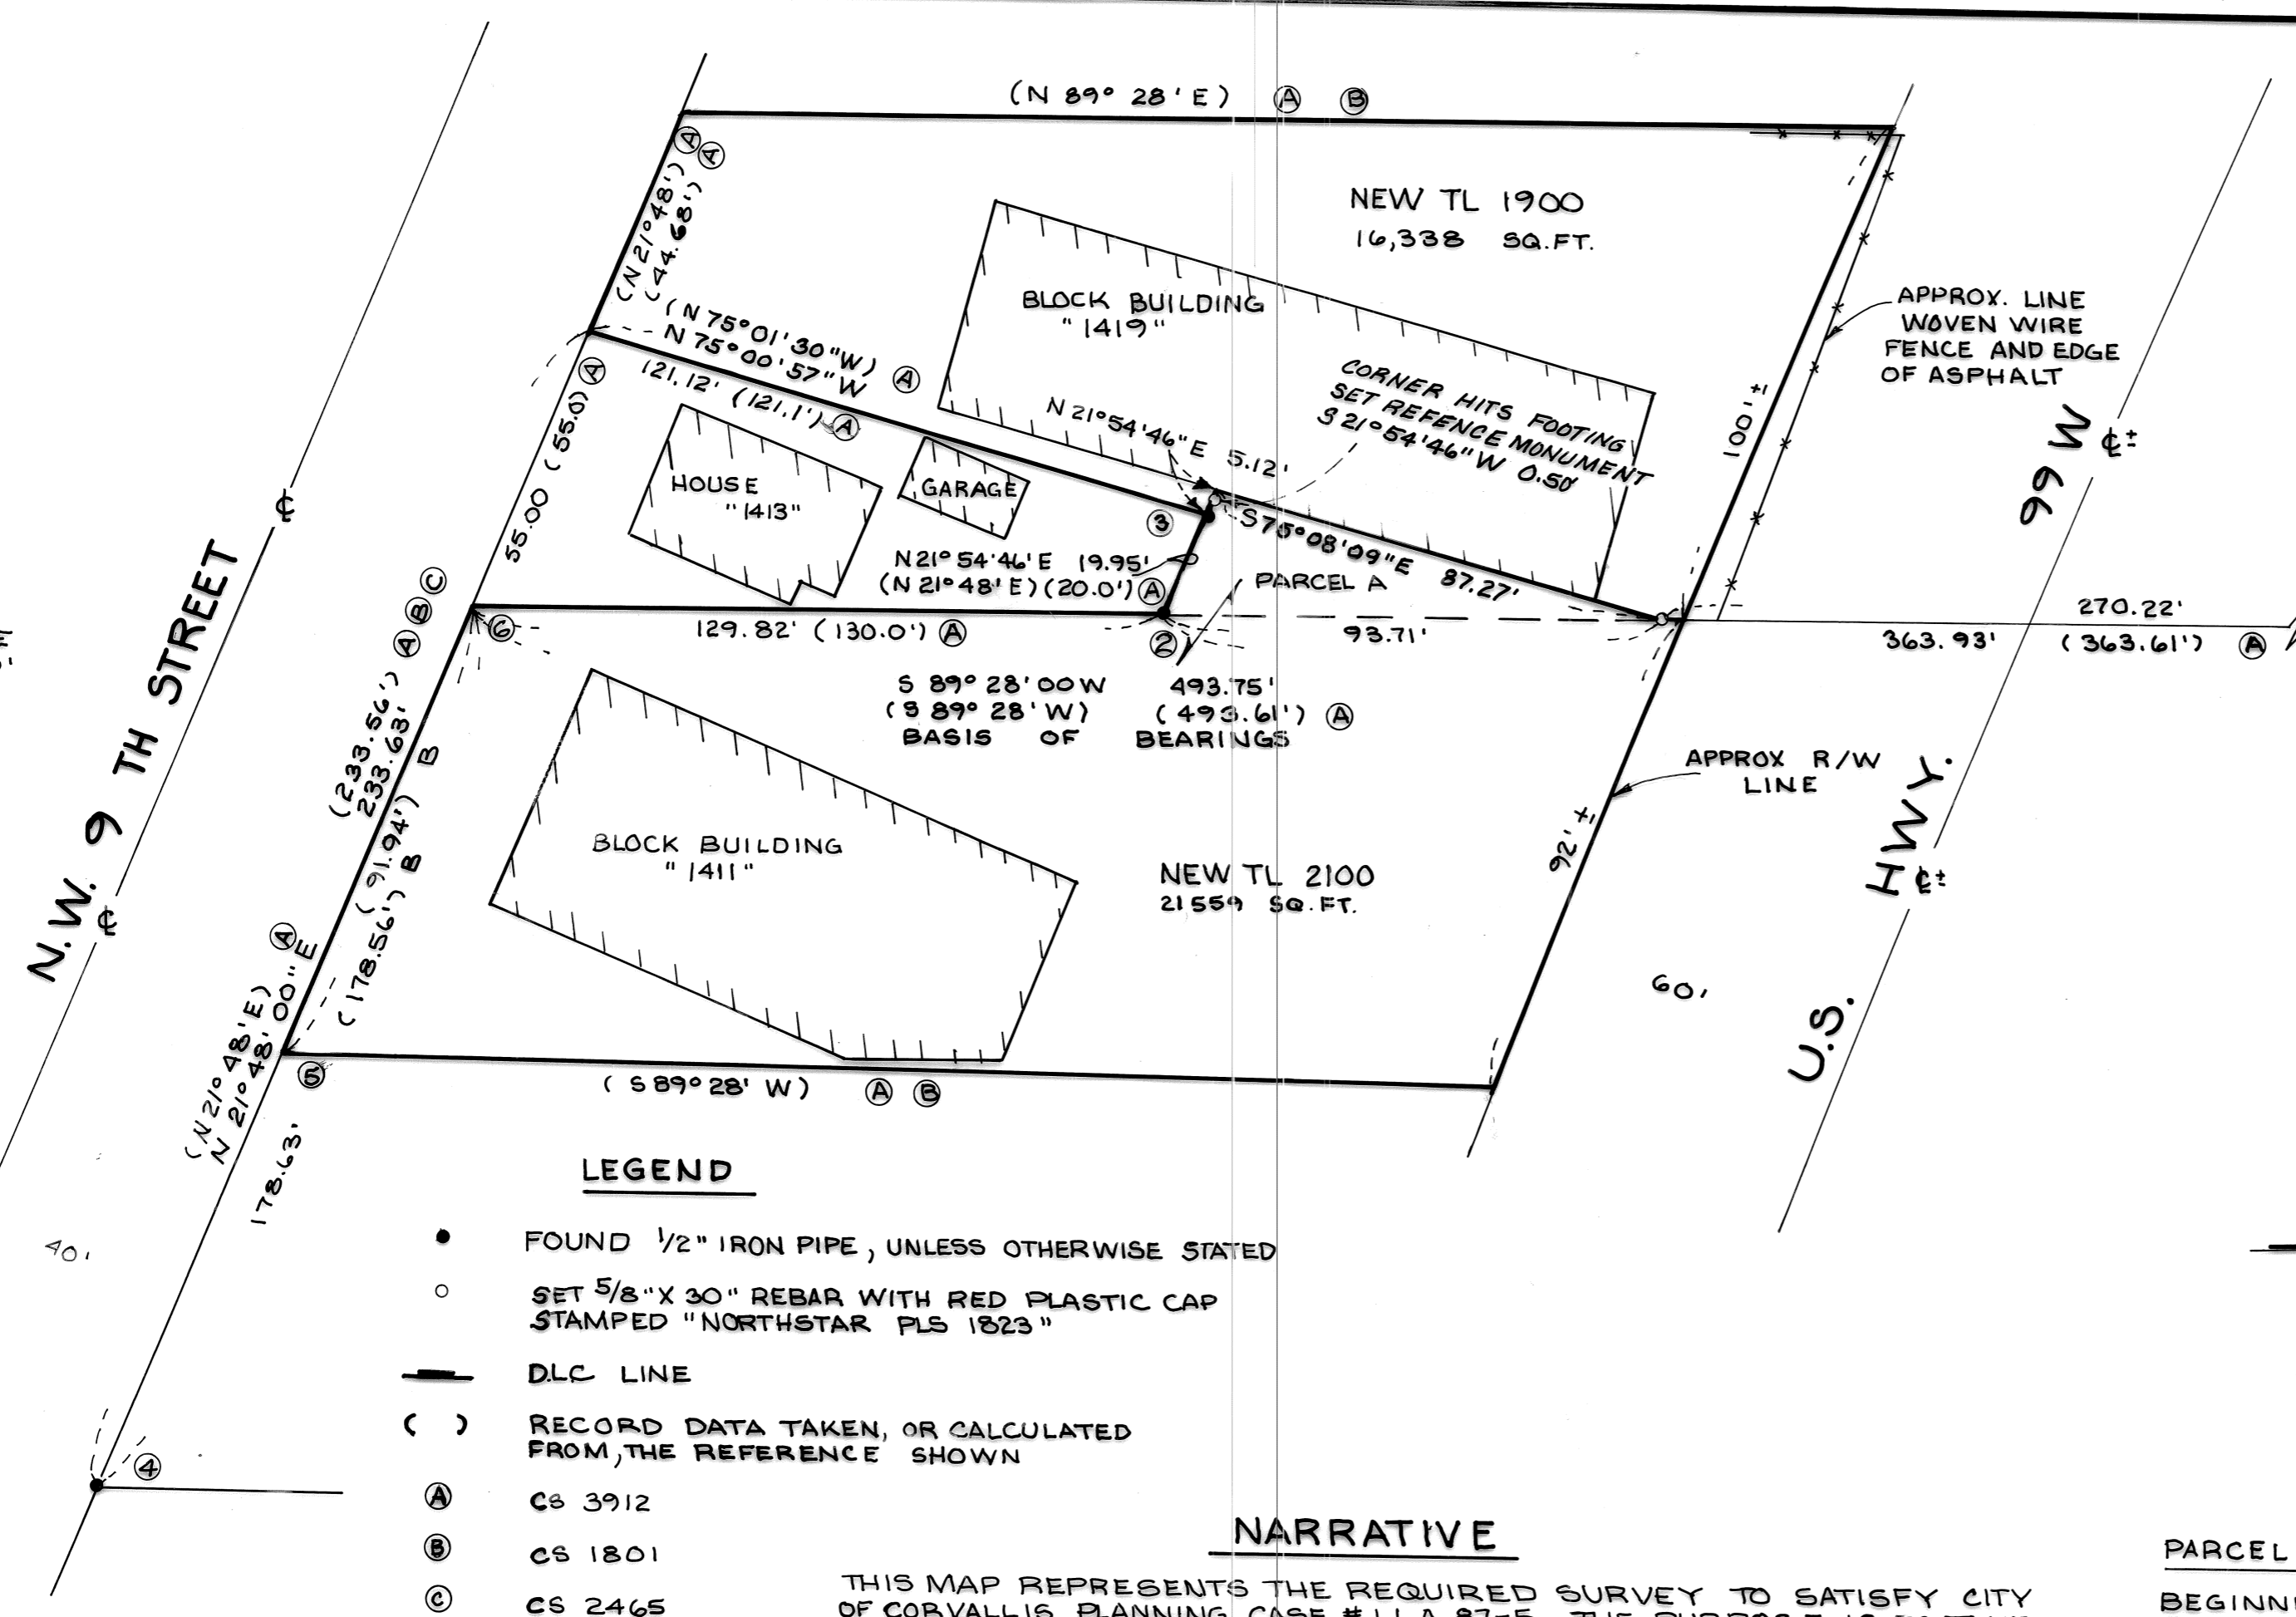 (N 89° 28' E) Ⓐ Ⓑ
(N 21° 48') Ⓐ
(44.68') Ⓐ
NEW TL 1900
16,338 SQ.FT.
BLOCK BUILDING
"1419"
APPROX. LINE
WOVEN WIRE
FENCE AND EDGE
OF ASPHALT
(N 75° 01' 30" W)
N 75° 00' 57" W Ⓐ
121.12' (121.1') Ⓐ
CORNER HITS FOOTING
SET REFENCE MONUMENT
S 21° 54' 46" W 0.50'
N 21° 54' 46" E 5.12'
100' ±
99 W
℄ ±
℄
55.00 (55.0) Ⓐ
HOUSE
"1413"
GARAGE
③
S 75° 08' 09" E 87.27'
N 21° 54' 46" E 19.95'
(N 21° 48' E) (20.0') Ⓐ
PARCEL A
Ⓐ Ⓑ Ⓒ
⑥
129.82' (130.0') Ⓐ
②
93.71'
270.22'
363.93' (363.61') Ⓐ
S 89° 28' 00 W 493.75'
(S 89° 28' W) (493.61') Ⓐ
BASIS OF BEARINGS
N.W. 9 TH STREET
℄
(233.56')
233.63'
(91.94') B
(178.56') B
APPROX R/W
LINE
92' ±
U.S. HWY.
℄ ±
BLOCK BUILDING
"1411"
NEW TL 2100
21559 SQ.FT.
60'
Ⓐ
(N 21° 48' E)
N 21° 48' 00" E
⑤
(S 89° 28' W) Ⓐ Ⓑ
178.63'
40'
④
LEGEND
FOUND 1/2" IRON PIPE, UNLESS OTHERWISE STATED
SET 5/8" X 30" REBAR WITH RED PLASTIC CAP
STAMPED "NORTHSTAR PLS 1823"
D.L.C LINE
( ) RECORD DATA TAKEN, OR CALCULATED
FROM, THE REFERENCE SHOWN
Ⓐ CS 3912
Ⓑ CS 1801
Ⓒ CS 2465
NARRATIVE
THIS MAP REPRESENTS THE REQUIRED SURVEY TO SATISFY CITY
OF CORVALLIS PLANNING CASE #
PARCEL
BEGINN